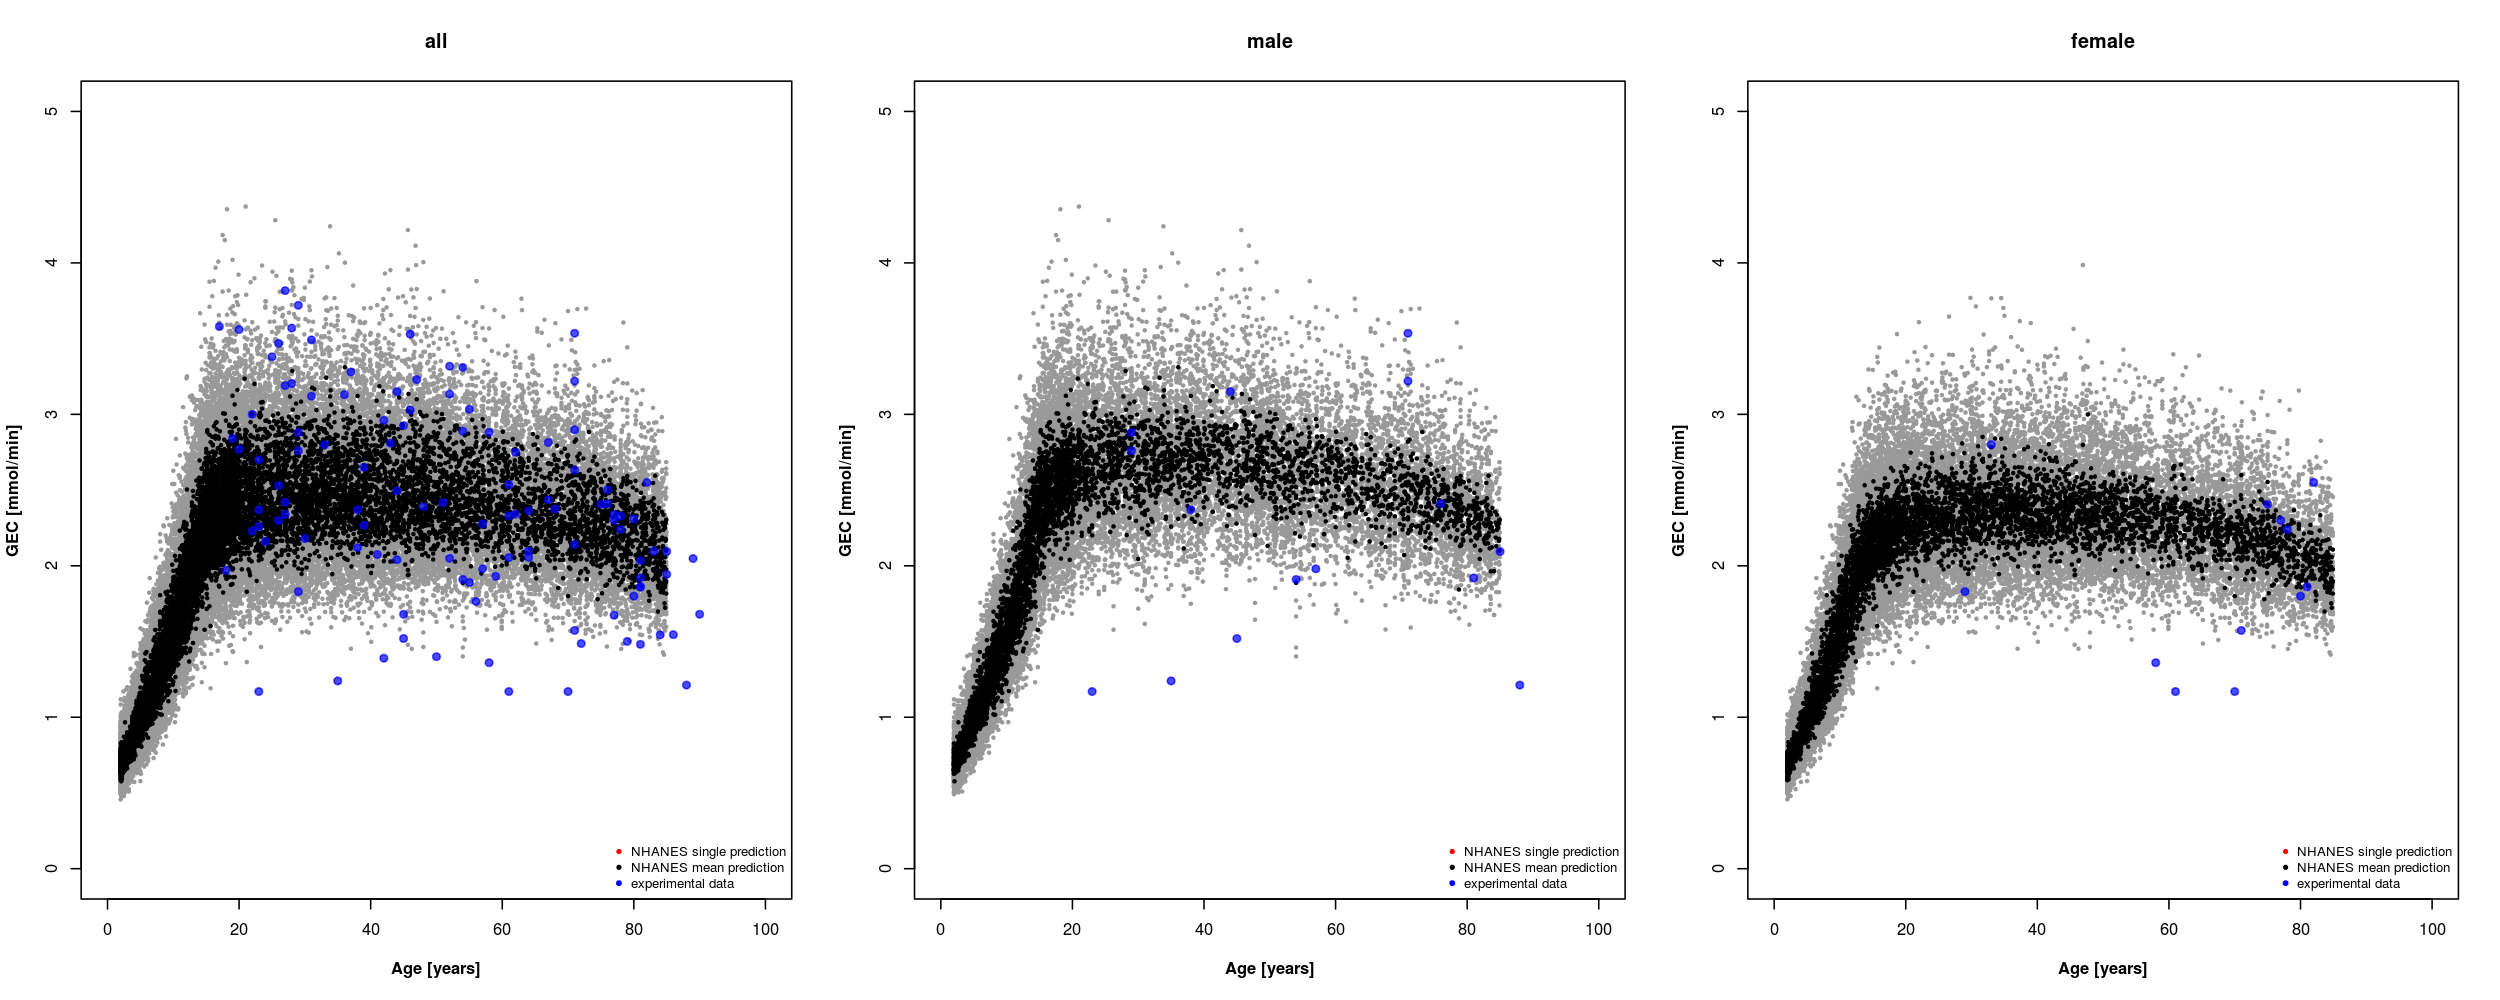 all
GEC [mmol/min]
5
4
3
2
1
0
NHANES single prediction
NHANES mean prediction
experimental data
0 20 40 60 80 100
Age [years]
male
GEC [mmol/min]
5
4
3
2
1
0
NHANES single prediction
NHANES mean prediction
experimental data
0 20 40 60 80 100
Age [years]
female
GEC [mmol/min]
5
4
3
2
1
0
NHANES single prediction
NHANES mean prediction
experimental data
0 20 40 60 80 100
Age [years]